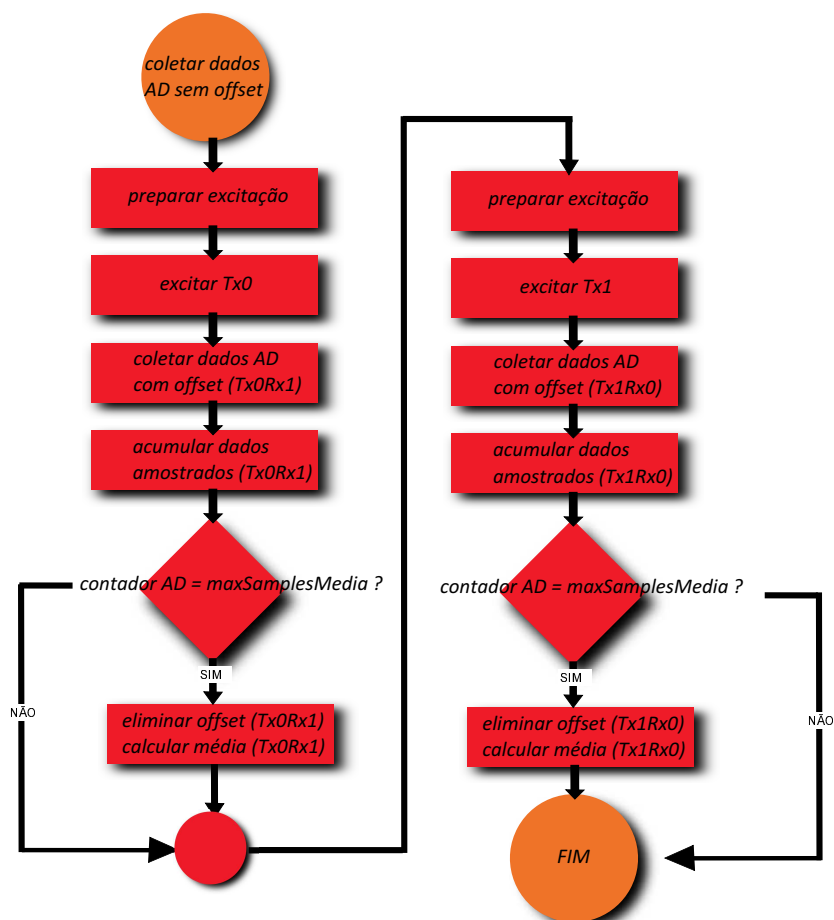 coletar dados
AD sem offset
preparar excitação
excitar Tx0
coletar dados AD
com offset (Tx0Rx1)
acumular dados
amostrados (Tx0Rx1)
contador AD = maxSamplesMedia ?
SIM
NÃO
eliminar offset (Tx0Rx1)
calcular média (Tx0Rx1)
preparar excitação
excitar Tx1
coletar dados AD
com offset (Tx1Rx0)
acumular dados
amostrados (Tx1Rx0)
contador AD = maxSamplesMedia ?
SIM
NÃO
eliminar offset (Tx1Rx0)
calcular média (Tx1Rx0)
FIM